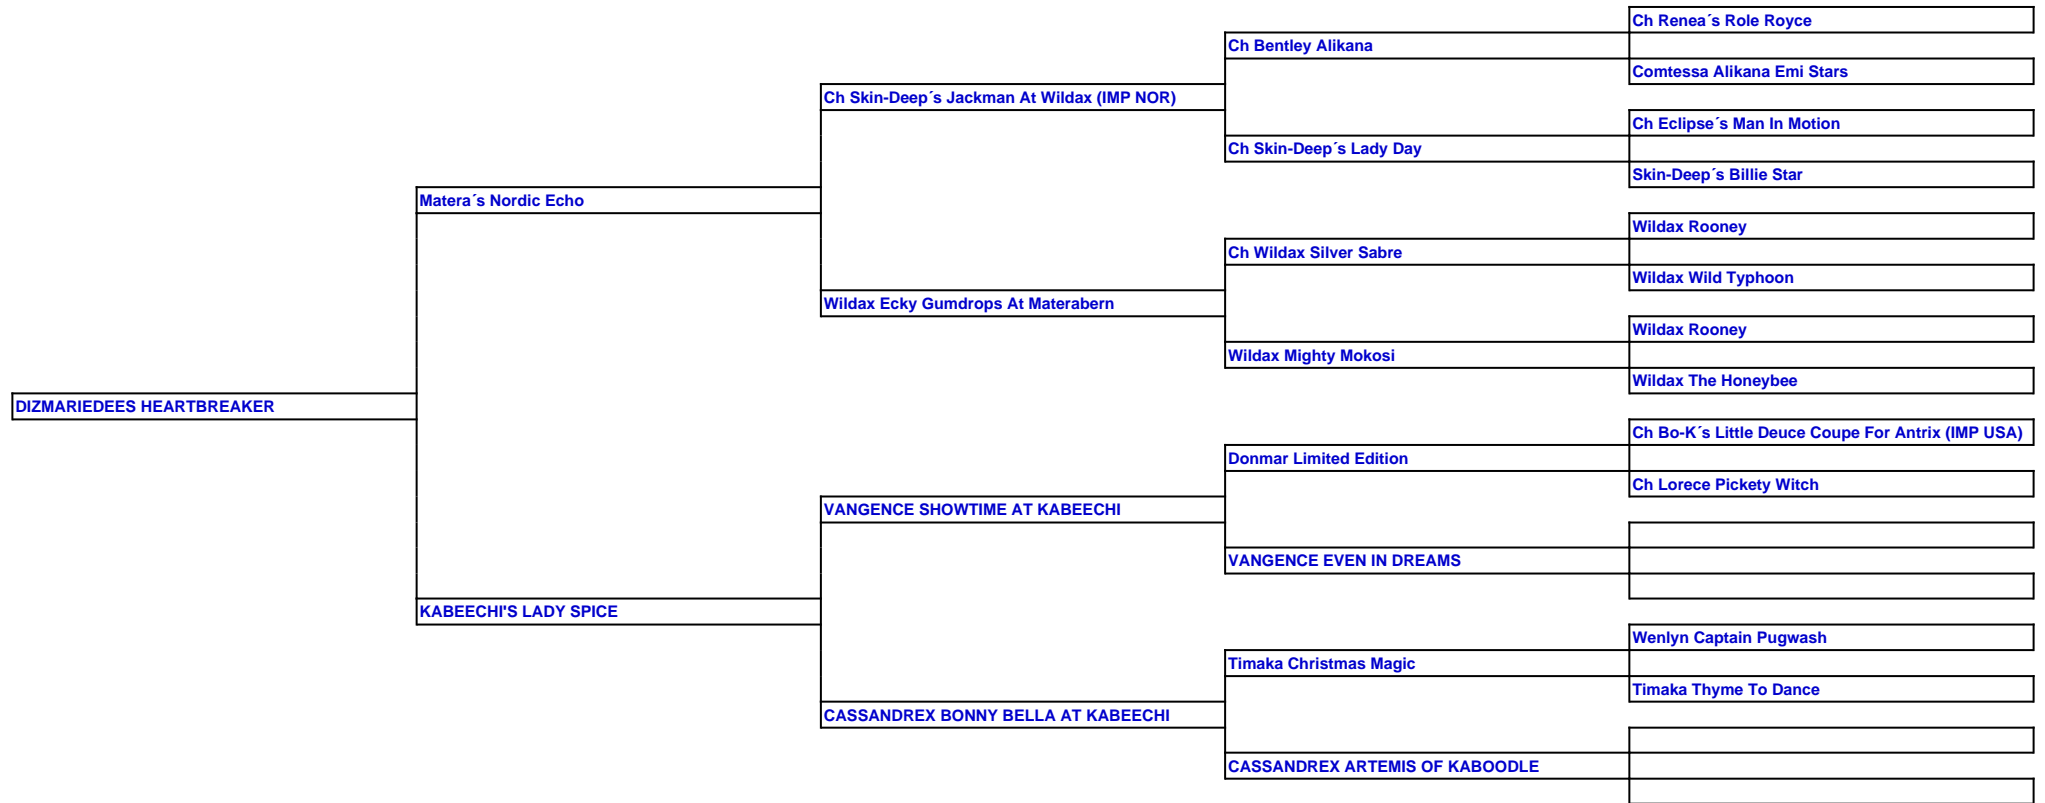 Ch Renea´s Role Royce
Ch Bentley Alikana
Comtessa Alikana Emi Stars
Ch Skin-Deep´s Jackman At Wildax (IMP NOR)
Ch Eclipse´s Man In Motion
Ch Skin-Deep´s Lady Day
Skin-Deep´s Billie Star
Matera´s Nordic Echo
Wildax Rooney
Ch Wildax Silver Sabre
Wildax Wild Typhoon
Wildax Ecky Gumdrops At Materabern
Wildax Rooney
Wildax Mighty Mokosi
Wildax The Honeybee
DIZMARIEDEES HEARTBREAKER
Ch Bo-K´s Little Deuce Coupe For Antrix (IMP USA)
Donmar Limited Edition
Ch Lorece Pickety Witch
VANGENCE SHOWTIME AT KABEECHI
VANGENCE EVEN IN DREAMS
KABEECHI'S LADY SPICE
Wenlyn Captain Pugwash
Timaka Christmas Magic
Timaka Thyme To Dance
CASSANDREX BONNY BELLA AT KABEECHI
CASSANDREX ARTEMIS OF KABOODLE